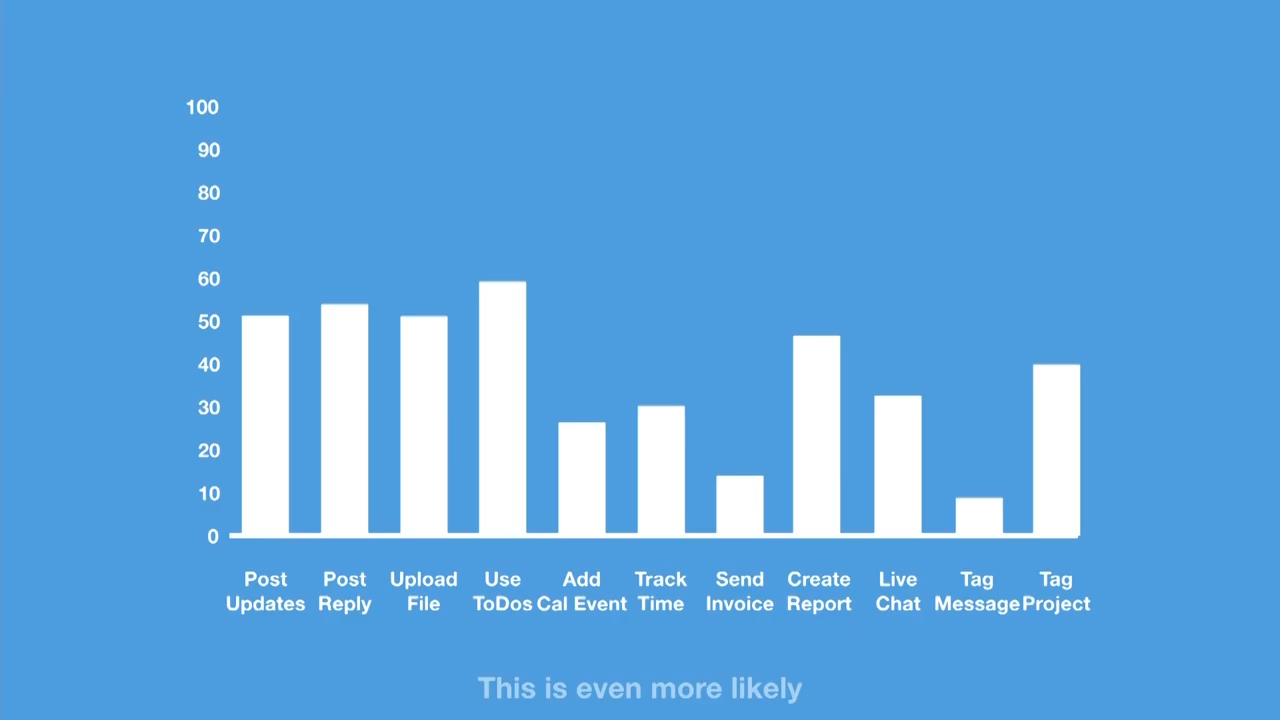 100
90
80
70
60
50
40
30
20
10
0
Post Updates
Post Reply
Upload File
Use ToDos
Add Cal Event
Track Time
Send Invoice
Create Report
Live Chat
Tag Message
Tag Project
This is even more likely